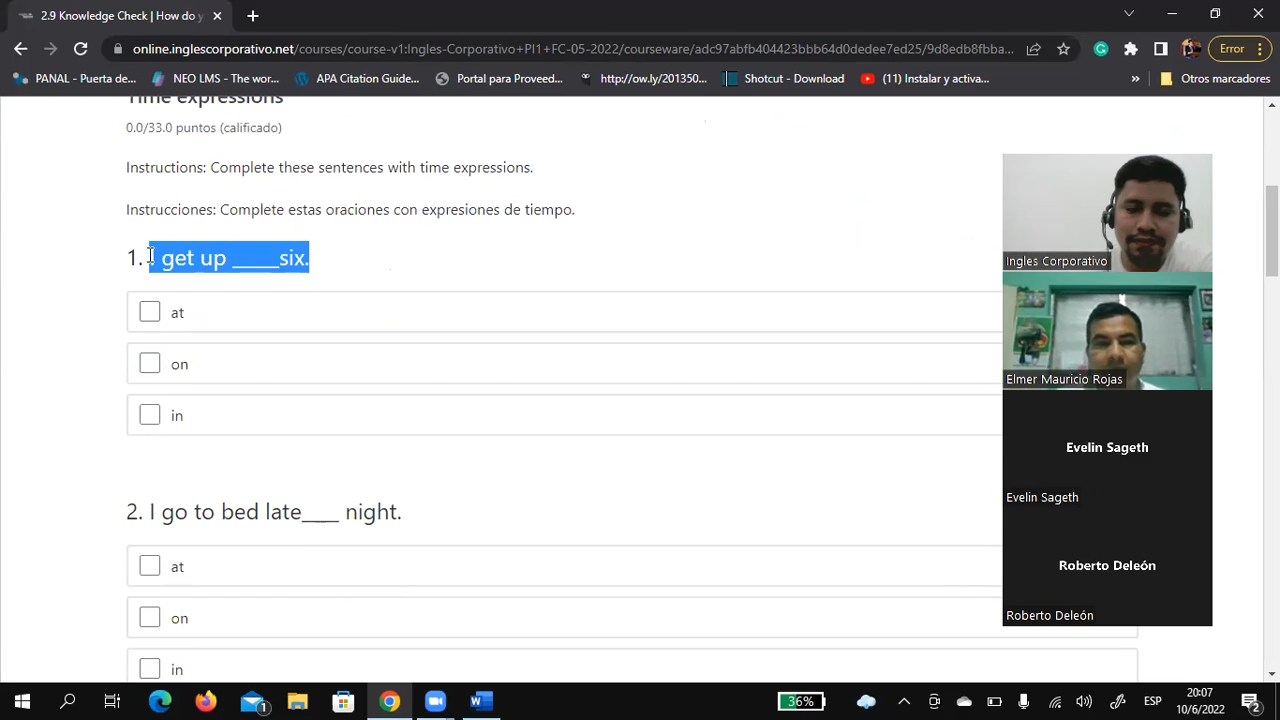 2.9 Knowledge Check | How do y
online.inglescorporativo.net/courses/course-v1:Ingles-Corporativo+PI1+FC-05-2022/courseware/adc97abfb404423bbb64d0dedee7ed25/9d8edb8fbba...
Error
PANAL - Puerta de...
NEO LMS - The wor...
APA Citation Guide...
Portal para Proveed...
http://ow.ly/201350...
Shotcut - Download
(11) Instalar y activa...
»
Otros marcadores
Time expressions
0.0/33.0 puntos (calificado)
Instructions: Complete these sentences with time expressions.
Instrucciones: Complete estas oraciones con expresiones de tiempo.
1. I get up ____six.
at
on
in
2. I go to bed late___ night.
at
on
in
Ingles Corporativo
Elmer Mauricio Rojas
Evelin Sageth
Evelin Sageth
Roberto Deleón
Roberto Deleón
1
36%
ESP
20:07
10/6/2022
2